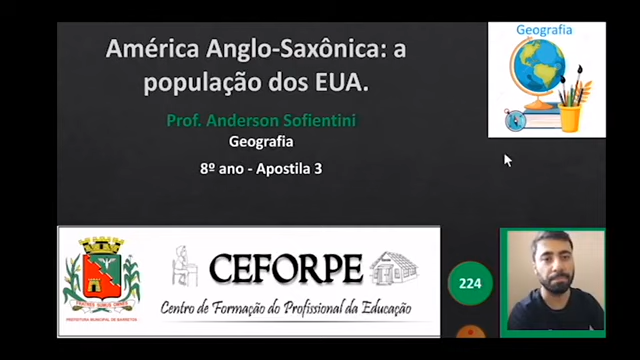 América Anglo-Saxônica: a
população dos EUA.
Prof. Anderson Sofientini
Geografia
8º ano - Apostila 3
Geografia
CEFORPE
Centro de Formação do Profissional da Educação
PREFEITURA MUNICIPAL DE BARRETOS
224